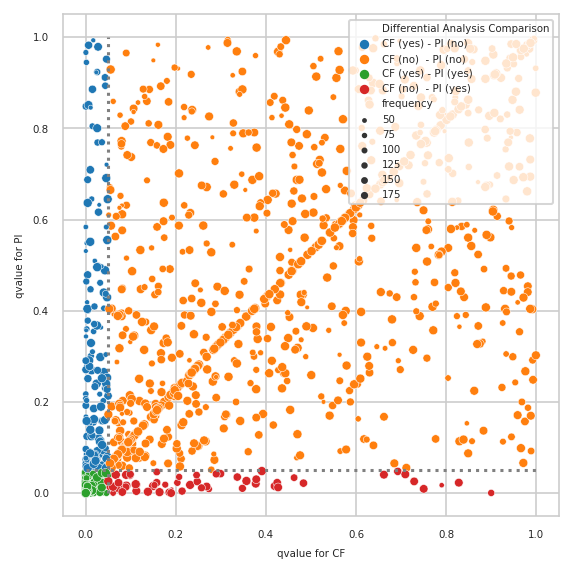 Differential Analysis Comparison
CF (yes) - PI (no)
CF (no)  - PI (no)
CF (yes) - PI (yes)
CF (no)  - PI (yes)
frequency
50
75
100
125
150
175
1.0
0.8
0.6
0.4
0.2
0.0
qvalue for PI
0.0 0.2 0.4 0.6 0.8 1.0
qvalue for CF